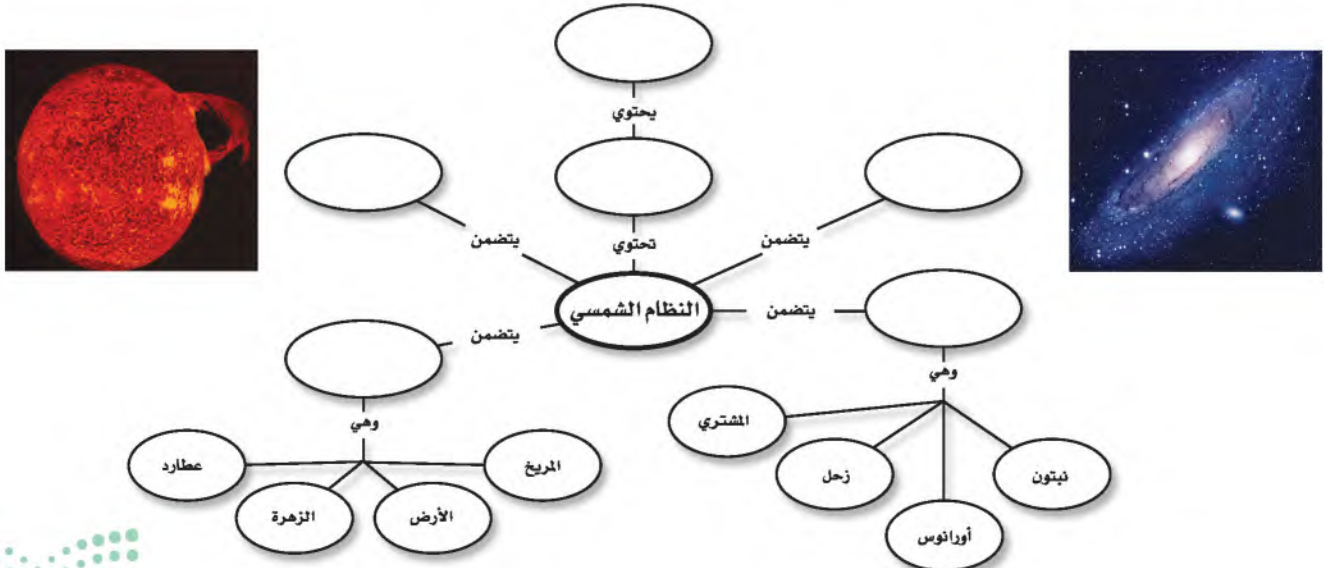 يحتوي
يتضمن
تحتوي
يتضمن
النظام الشمسي
يتضمن
يتضمن
وهي
المشتري
زحل
أورانوس
نبتون
وهي
المريخ
الأرض
الزهرة
عطارد